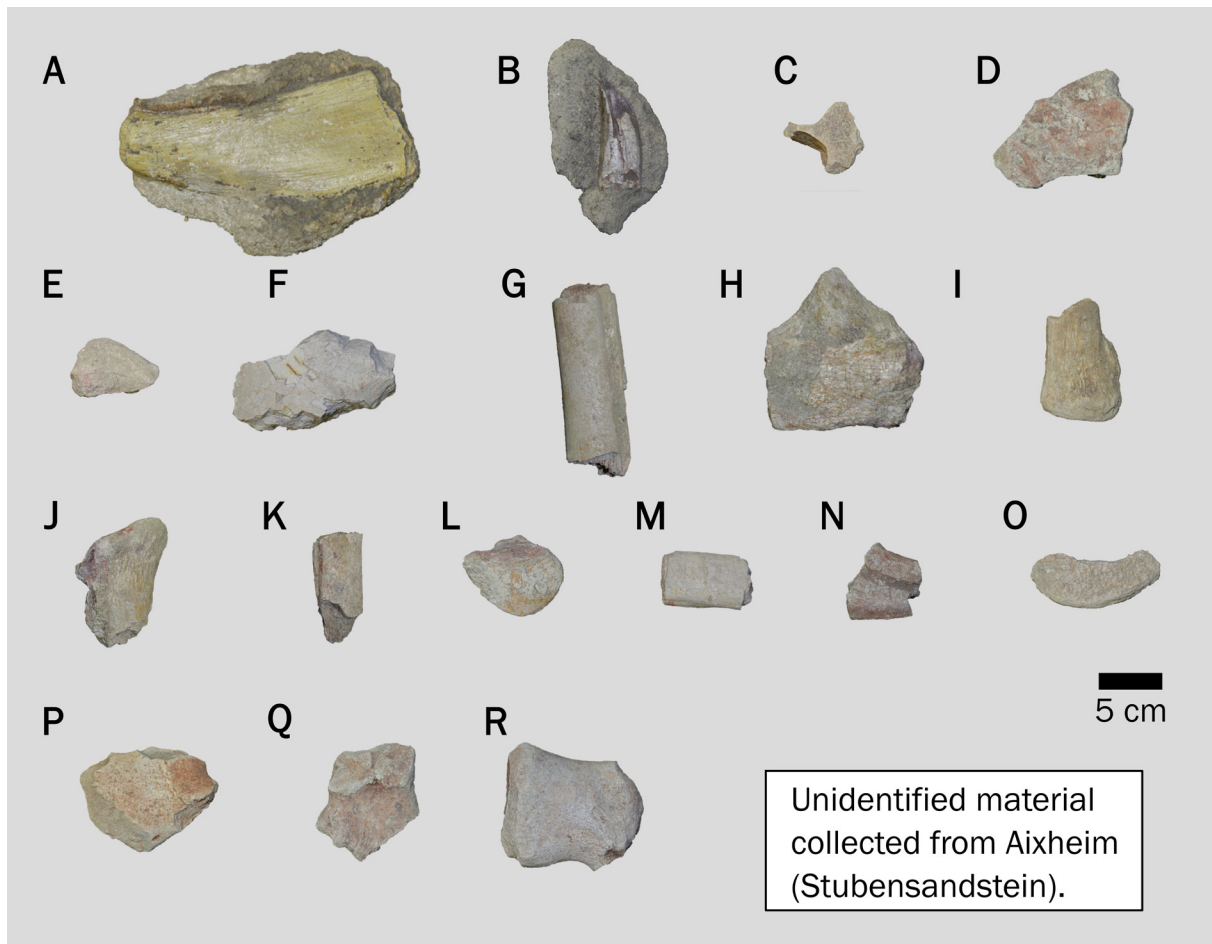 A
B
C
D
E
F
G
H
I
J
K
L
M
N
O
5 cm
P
Q
R
Unidentified material
collected from Aixheim
(Stubensandstein).